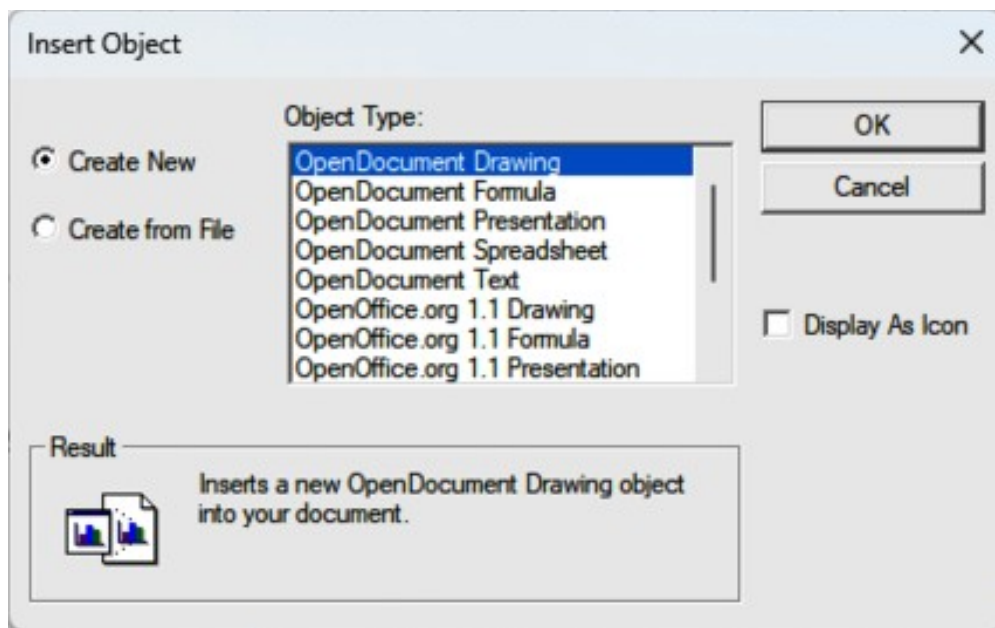 Insert Object
Object Type:
Create New
Create from File
OpenDocument Drawing
OpenDocument Formula
OpenDocument Presentation
OpenDocument Spreadsheet
OpenDocument Text
OpenOffice.org 1.1 Drawing
OpenOffice.org 1.1 Formula
OpenOffice.org 1.1 Presentation
OK
Cancel
Display As Icon
Result
Inserts a new OpenDocument Drawing object
into your document.